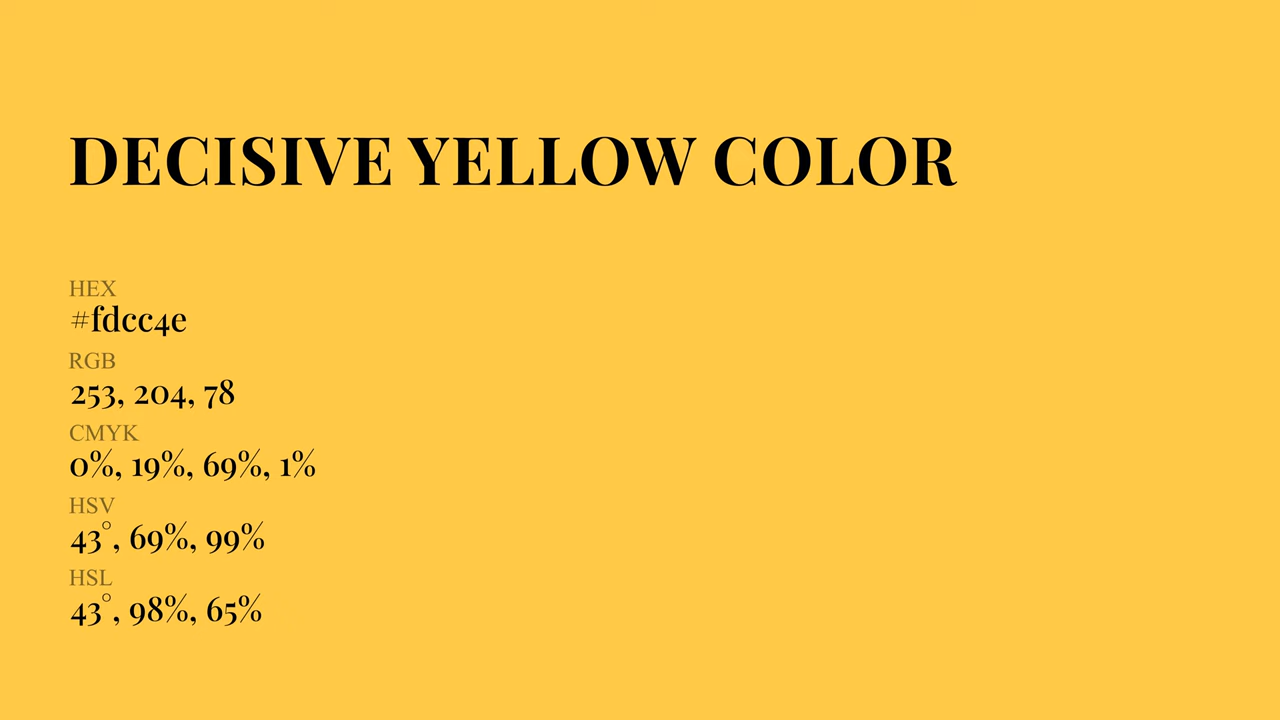 DECISIVE YELLOW COLOR
HEX
#fdcc4e
RGB
253, 204, 78
CMYK
0%, 19%, 69%, 1%
HSV
43°, 69%, 99%
HSL
43°, 98%, 65%